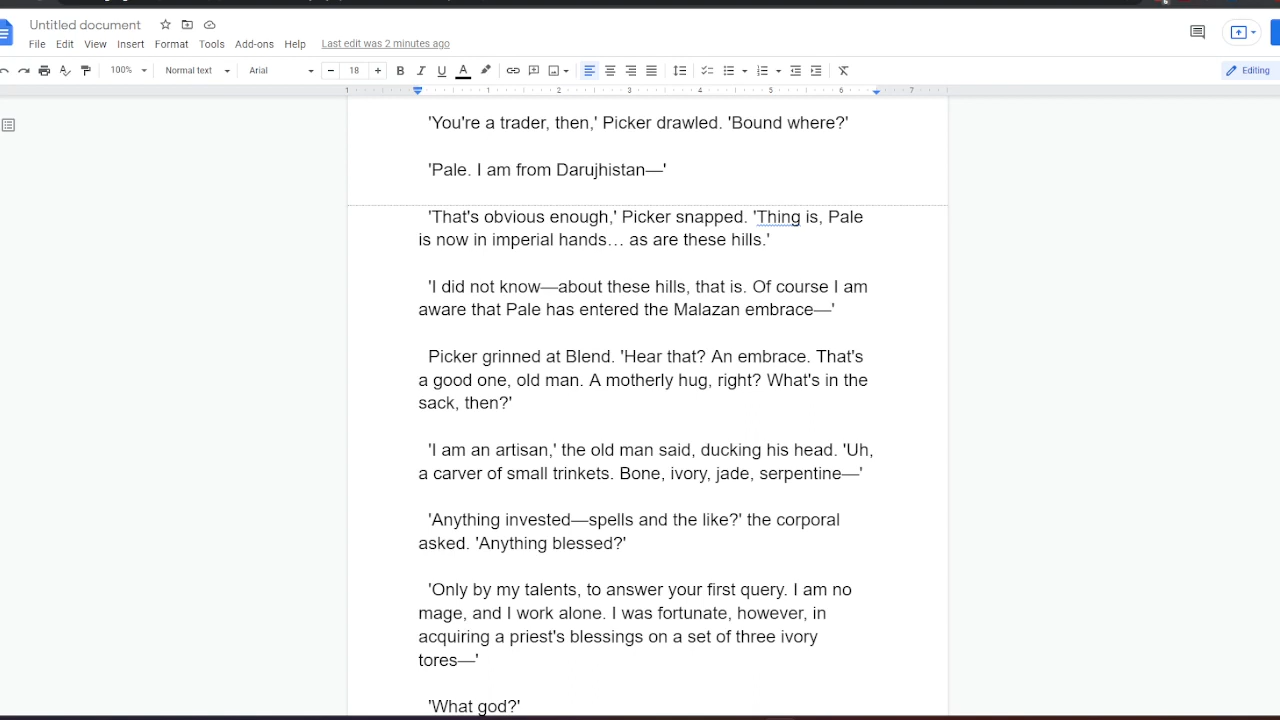 Untitled document
File Edit View Insert Format Tools Add-ons Help Last edit was 2 minutes ago
100% Normal text Arial 18 B I U A Editing
1 1 2 3 4 5 6 7
'You're a trader, then,' Picker drawled. 'Bound where?'
'Pale. I am from Darujhistan—'
'That's obvious enough,' Picker snapped. 'Thing is, Pale
is now in imperial hands… as are these hills.'
'I did not know—about these hills, that is. Of course I am
aware that Pale has entered the Malazan embrace—'
Picker grinned at Blend. 'Hear that? An embrace. That's
a good one, old man. A motherly hug, right? What's in the
sack, then?'
'I am an artisan,' the old man said, ducking his head. 'Uh,
a carver of small trinkets. Bone, ivory, jade, serpentine—'
'Anything invested—spells and the like?' the corporal
asked. 'Anything blessed?'
'Only by my talents, to answer your first query. I am no
mage, and I work alone. I was fortunate, however, in
acquiring a priest's blessings on a set of three ivory
tores—'
'What god?'